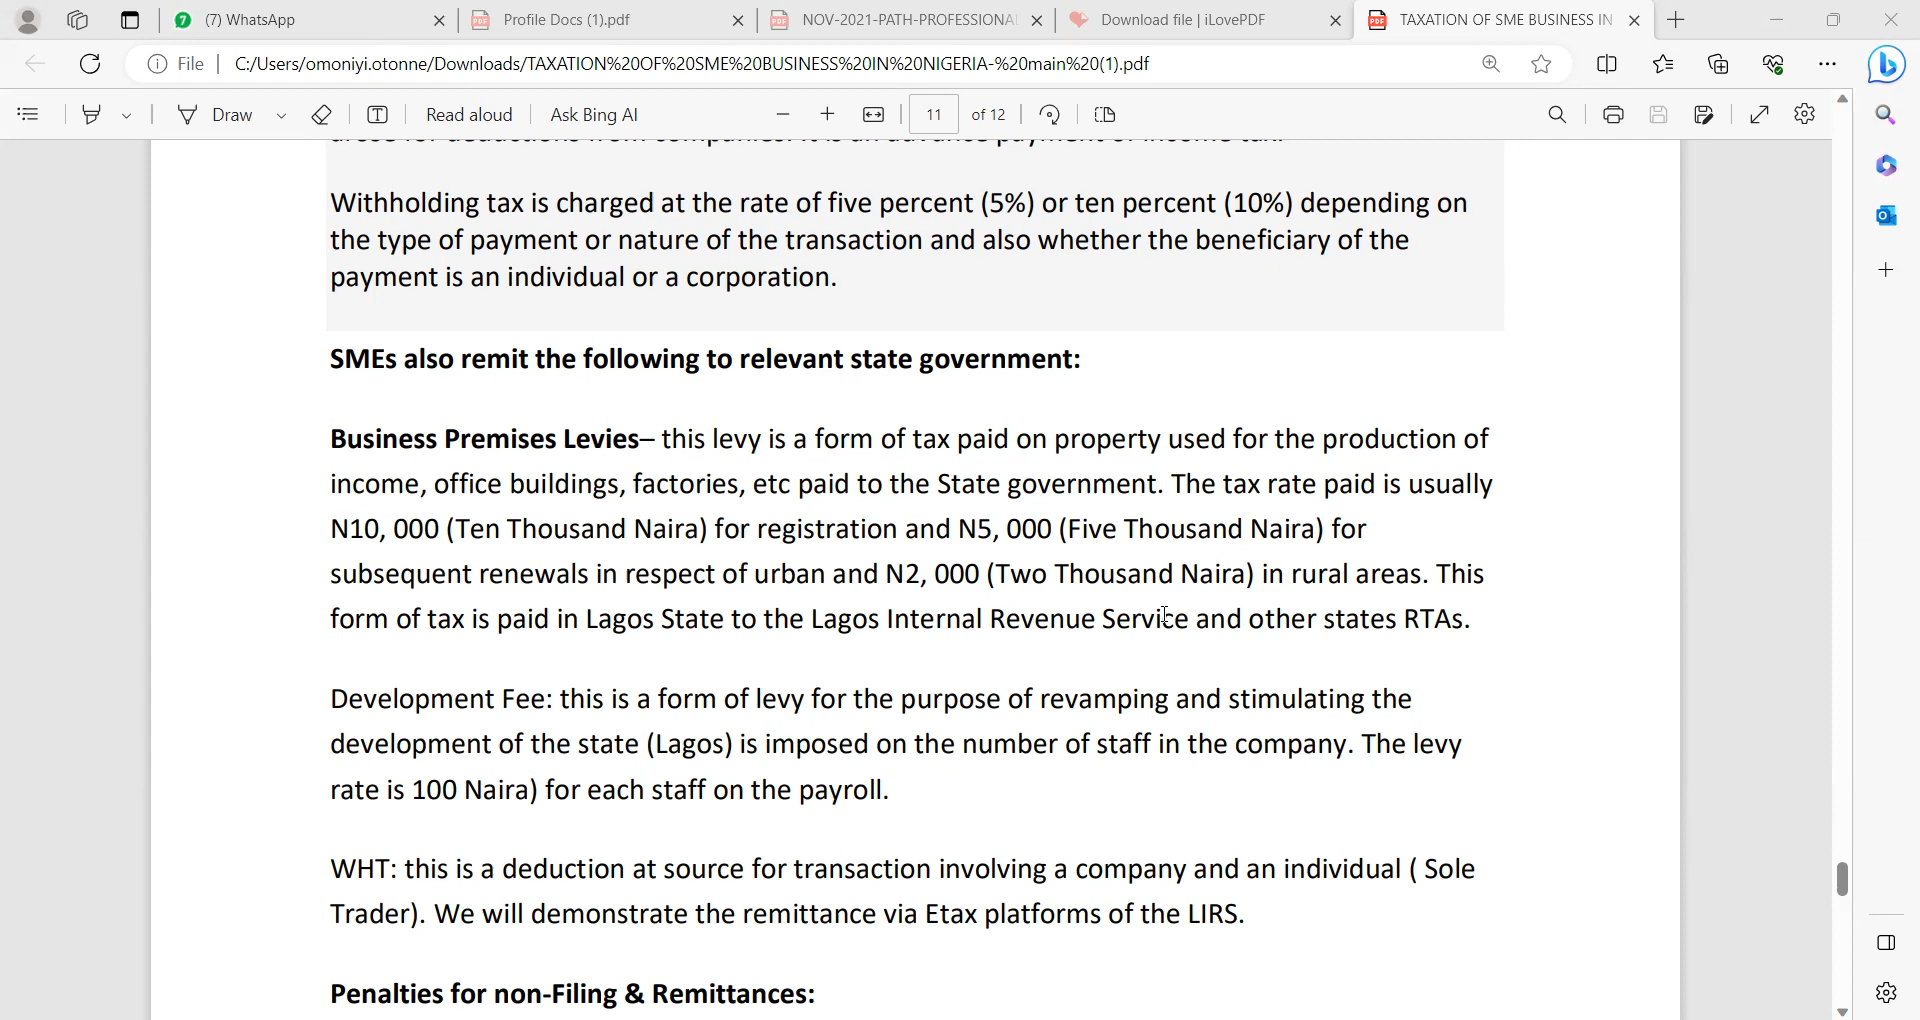 (7) WhatsApp
Profile Docs (1).pdf
NOV-2021-PATH-PROFESSIONAL
Download file | iLovePDF
TAXATION OF SME BUSINESS IN
File
C:/Users/omoniyi.otonne/Downloads/TAXATION%20OF%20SME%20BUSINESS%20IN%20NIGERIA-%20main%20(1).pdf
Draw
Read aloud
Ask Bing AI
11 of 12
Withholding tax is charged at the rate of five percent (5%) or ten percent (10%) depending on
the type of payment or nature of the transaction and also whether the beneficiary of the
payment is an individual or a corporation.
SMEs also remit the following to relevant state government:
Business Premises Levies– this levy is a form of tax paid on property used for the production of
income, office buildings, factories, etc paid to the State government. The tax rate paid is usually
N10, 000 (Ten Thousand Naira) for registration and N5, 000 (Five Thousand Naira) for
subsequent renewals in respect of urban and N2, 000 (Two Thousand Naira) in rural areas. This
form of tax is paid in Lagos State to the Lagos Internal Revenue Service and other states RTAs.
Development Fee: this is a form of levy for the purpose of revamping and stimulating the
development of the state (Lagos) is imposed on the number of staff in the company. The levy
rate is 100 Naira) for each staff on the payroll.
WHT: this is a deduction at source for transaction involving a company and an individual ( Sole
Trader). We will demonstrate the remittance via Etax platforms of the LIRS.
Penalties for non-Filing & Remittances: